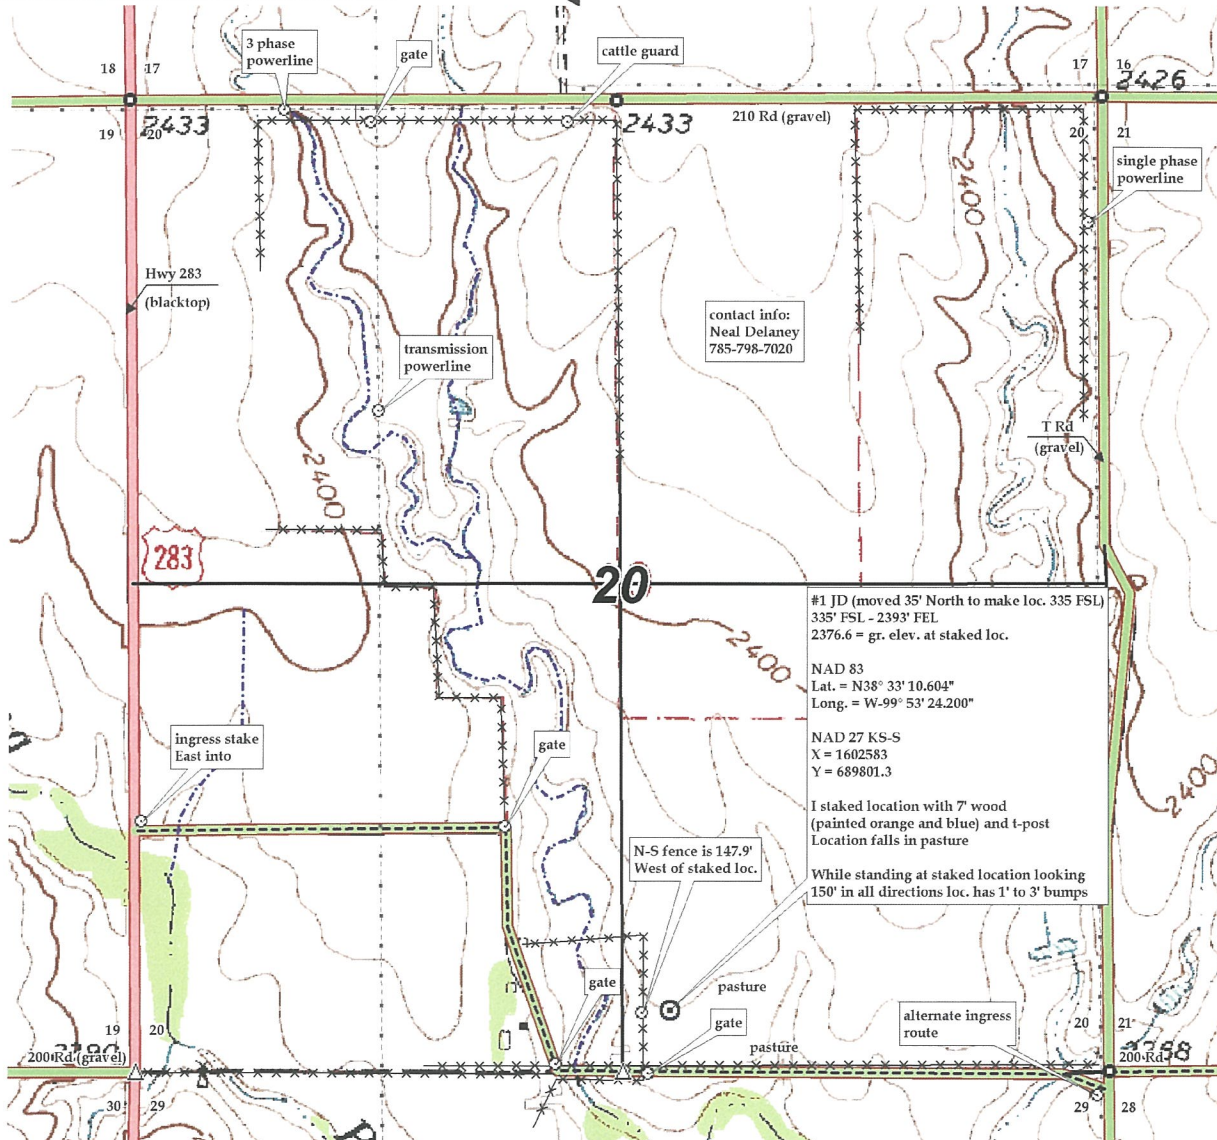 3 phase
powerline
gate
cattle guard
18
17
17
16
2426
19
20
2433
2433
210 Rd (gravel)
20
21
single phase
powerline
2400
Hwy 283
(blacktop)
contact info:
Neal Delaney
785-798-7020
transmission
powerline
T Rd
(gravel)
2400
283
20
#1 JD (moved 35' North to make loc. 335 FSL)
335' FSL - 2393' FEL
2376.6 = gr. elev. at staked loc.
NAD 83
Lat. = N38° 33' 10.604"
Long. = W-99° 53' 24.200"
NAD 27 KS-S
X = 1602583
Y = 689801.3
I staked location with 7' wood
(painted orange and blue) and t-post
Location falls in pasture
While standing at staked location looking
150' in all directions loc. has 1' to 3' bumps
2400
2400
ingress stake
East into
gate
N-S fence is 147.9'
West of staked loc.
gate
pasture
gate
pasture
alternate ingress
route
19
20
20
21
200 Rd (gravel)
200 Rd
30
29
29
28